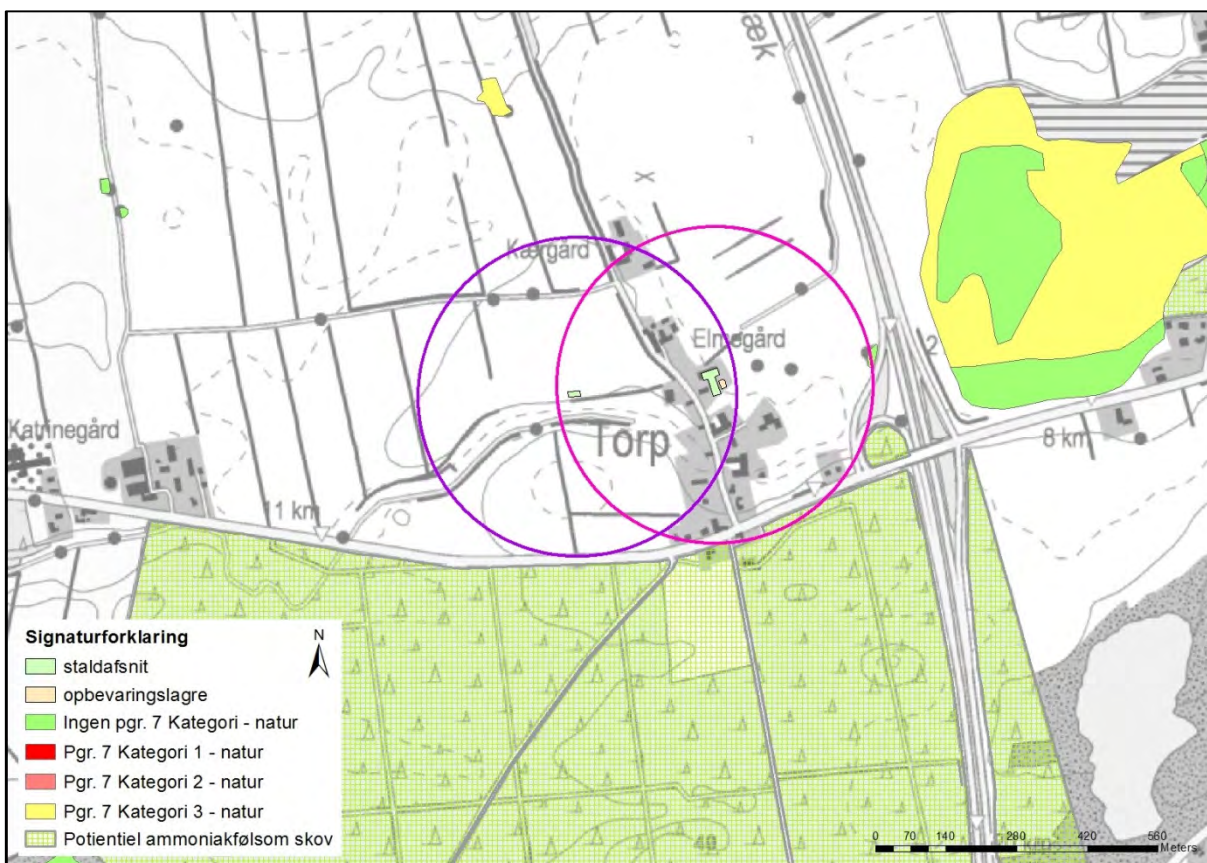 bæk
Kærgård
Elmegård
2
Torp
Katrinegård
8 km
11 km
40
Signaturforklaring
N
staldafsnit
opbevaringslagre
Ingen pgr. 7 Kategori - natur
Pgr. 7 Kategori 1 - natur
Pgr. 7 Kategori 2 - natur
Pgr. 7 Kategori 3 - natur
Potientiel ammoniakfølsom skov
0 70 140 280 420 560
Meters